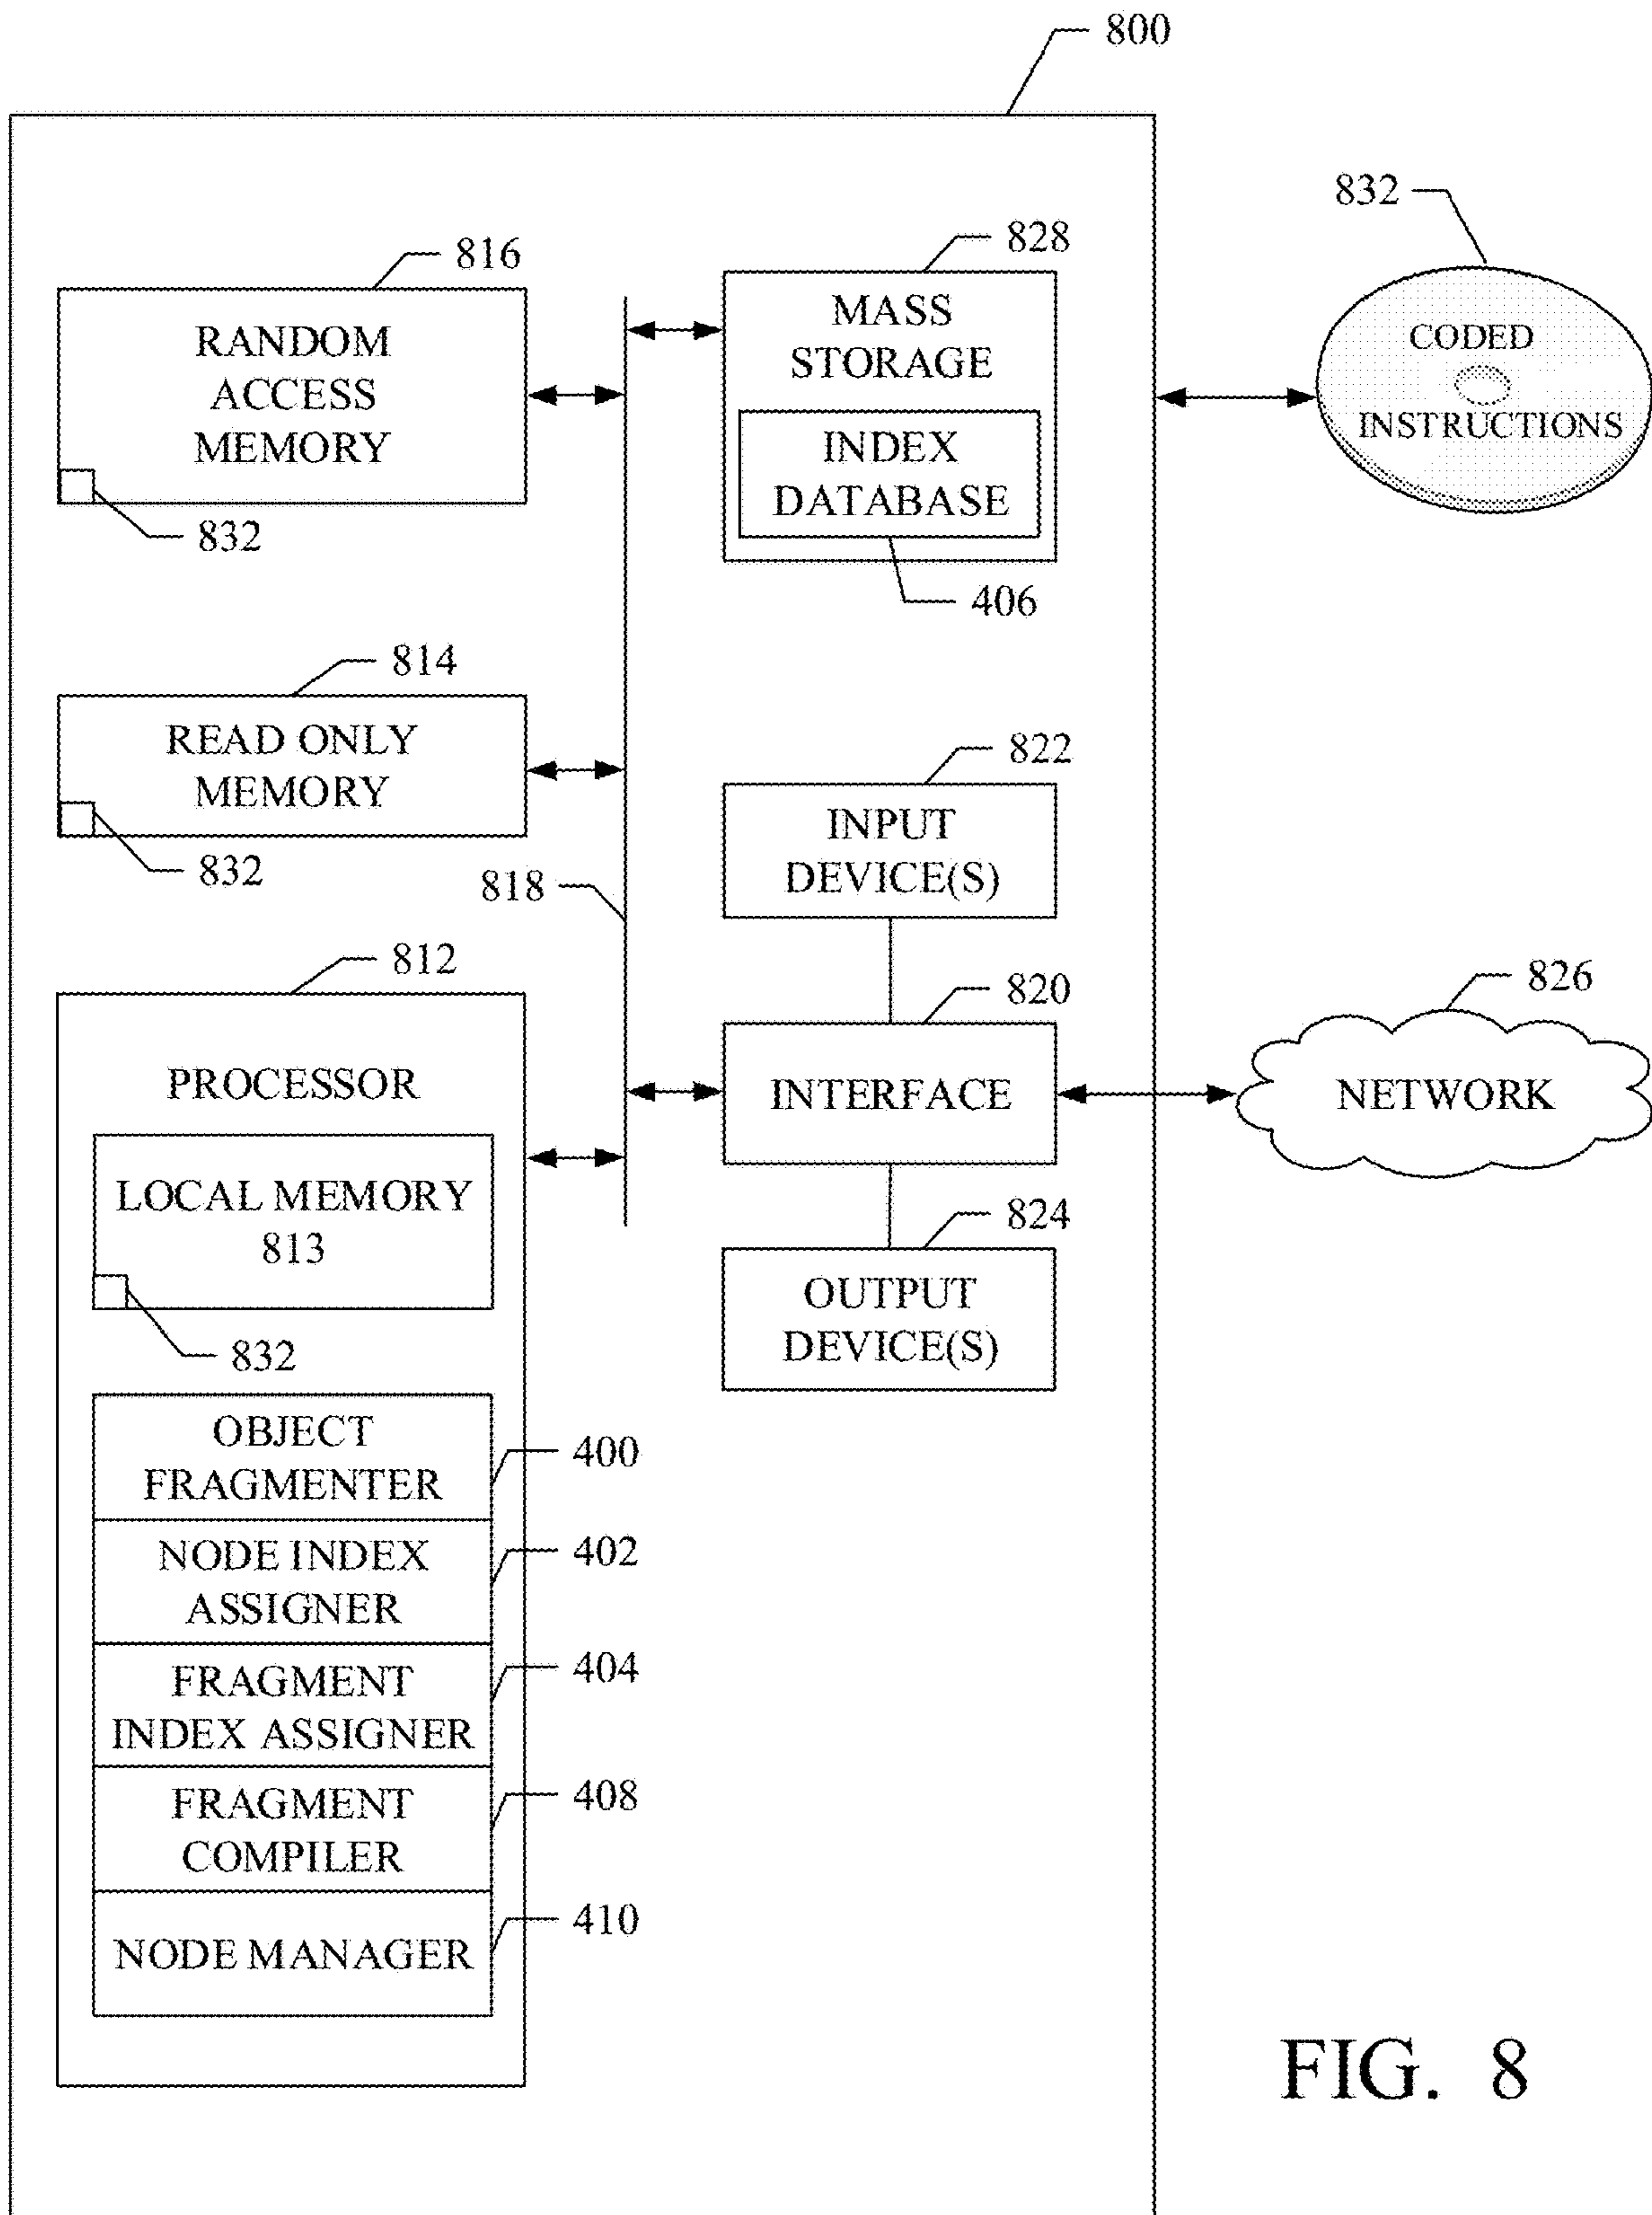 800
832
816
828
RANDOM
ACCESS
MEMORY
832
MASS
STORAGE
INDEX
DATABASE
406
CODED
INSTRUCTIONS
814
READ ONLY
MEMORY
832
818
822
INPUT
DEVICE(S)
812
820
826
PROCESSOR
INTERFACE
NETWORK
LOCAL MEMORY
813
832
824
OUTPUT
DEVICE(S)
OBJECT
FRAGMENTER
400
NODE INDEX
ASSIGNER
402
FRAGMENT
INDEX ASSIGNER
404
FRAGMENT
COMPILER
408
NODE MANAGER
410
FIG. 8